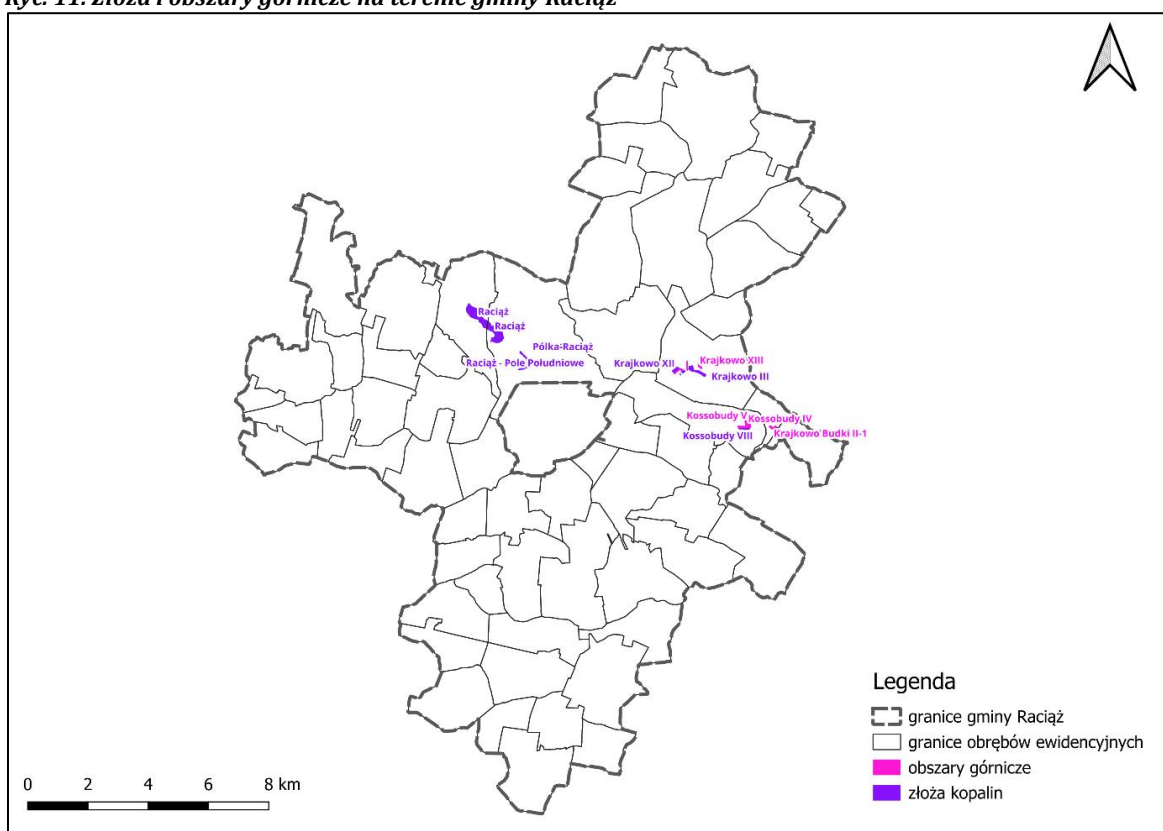 Ryc. 11. Złoża i obszary górnicze na terenie gminy Raciąż
Raciąż
Raciąż
Pólka-Raciąż
Raciąż - Pole Południowe
Krajkowo XII
Krajkowo XIII
Krajkowo III
Kossobudy V
Kossobudy IV
Kossobudy VIII
Krajkowo Budki II-1
Legenda
granice gminy Raciąż
granice obrębów ewidencyjnych
obszary górnicze
złoża kopalin
0 2 4 6 8 km